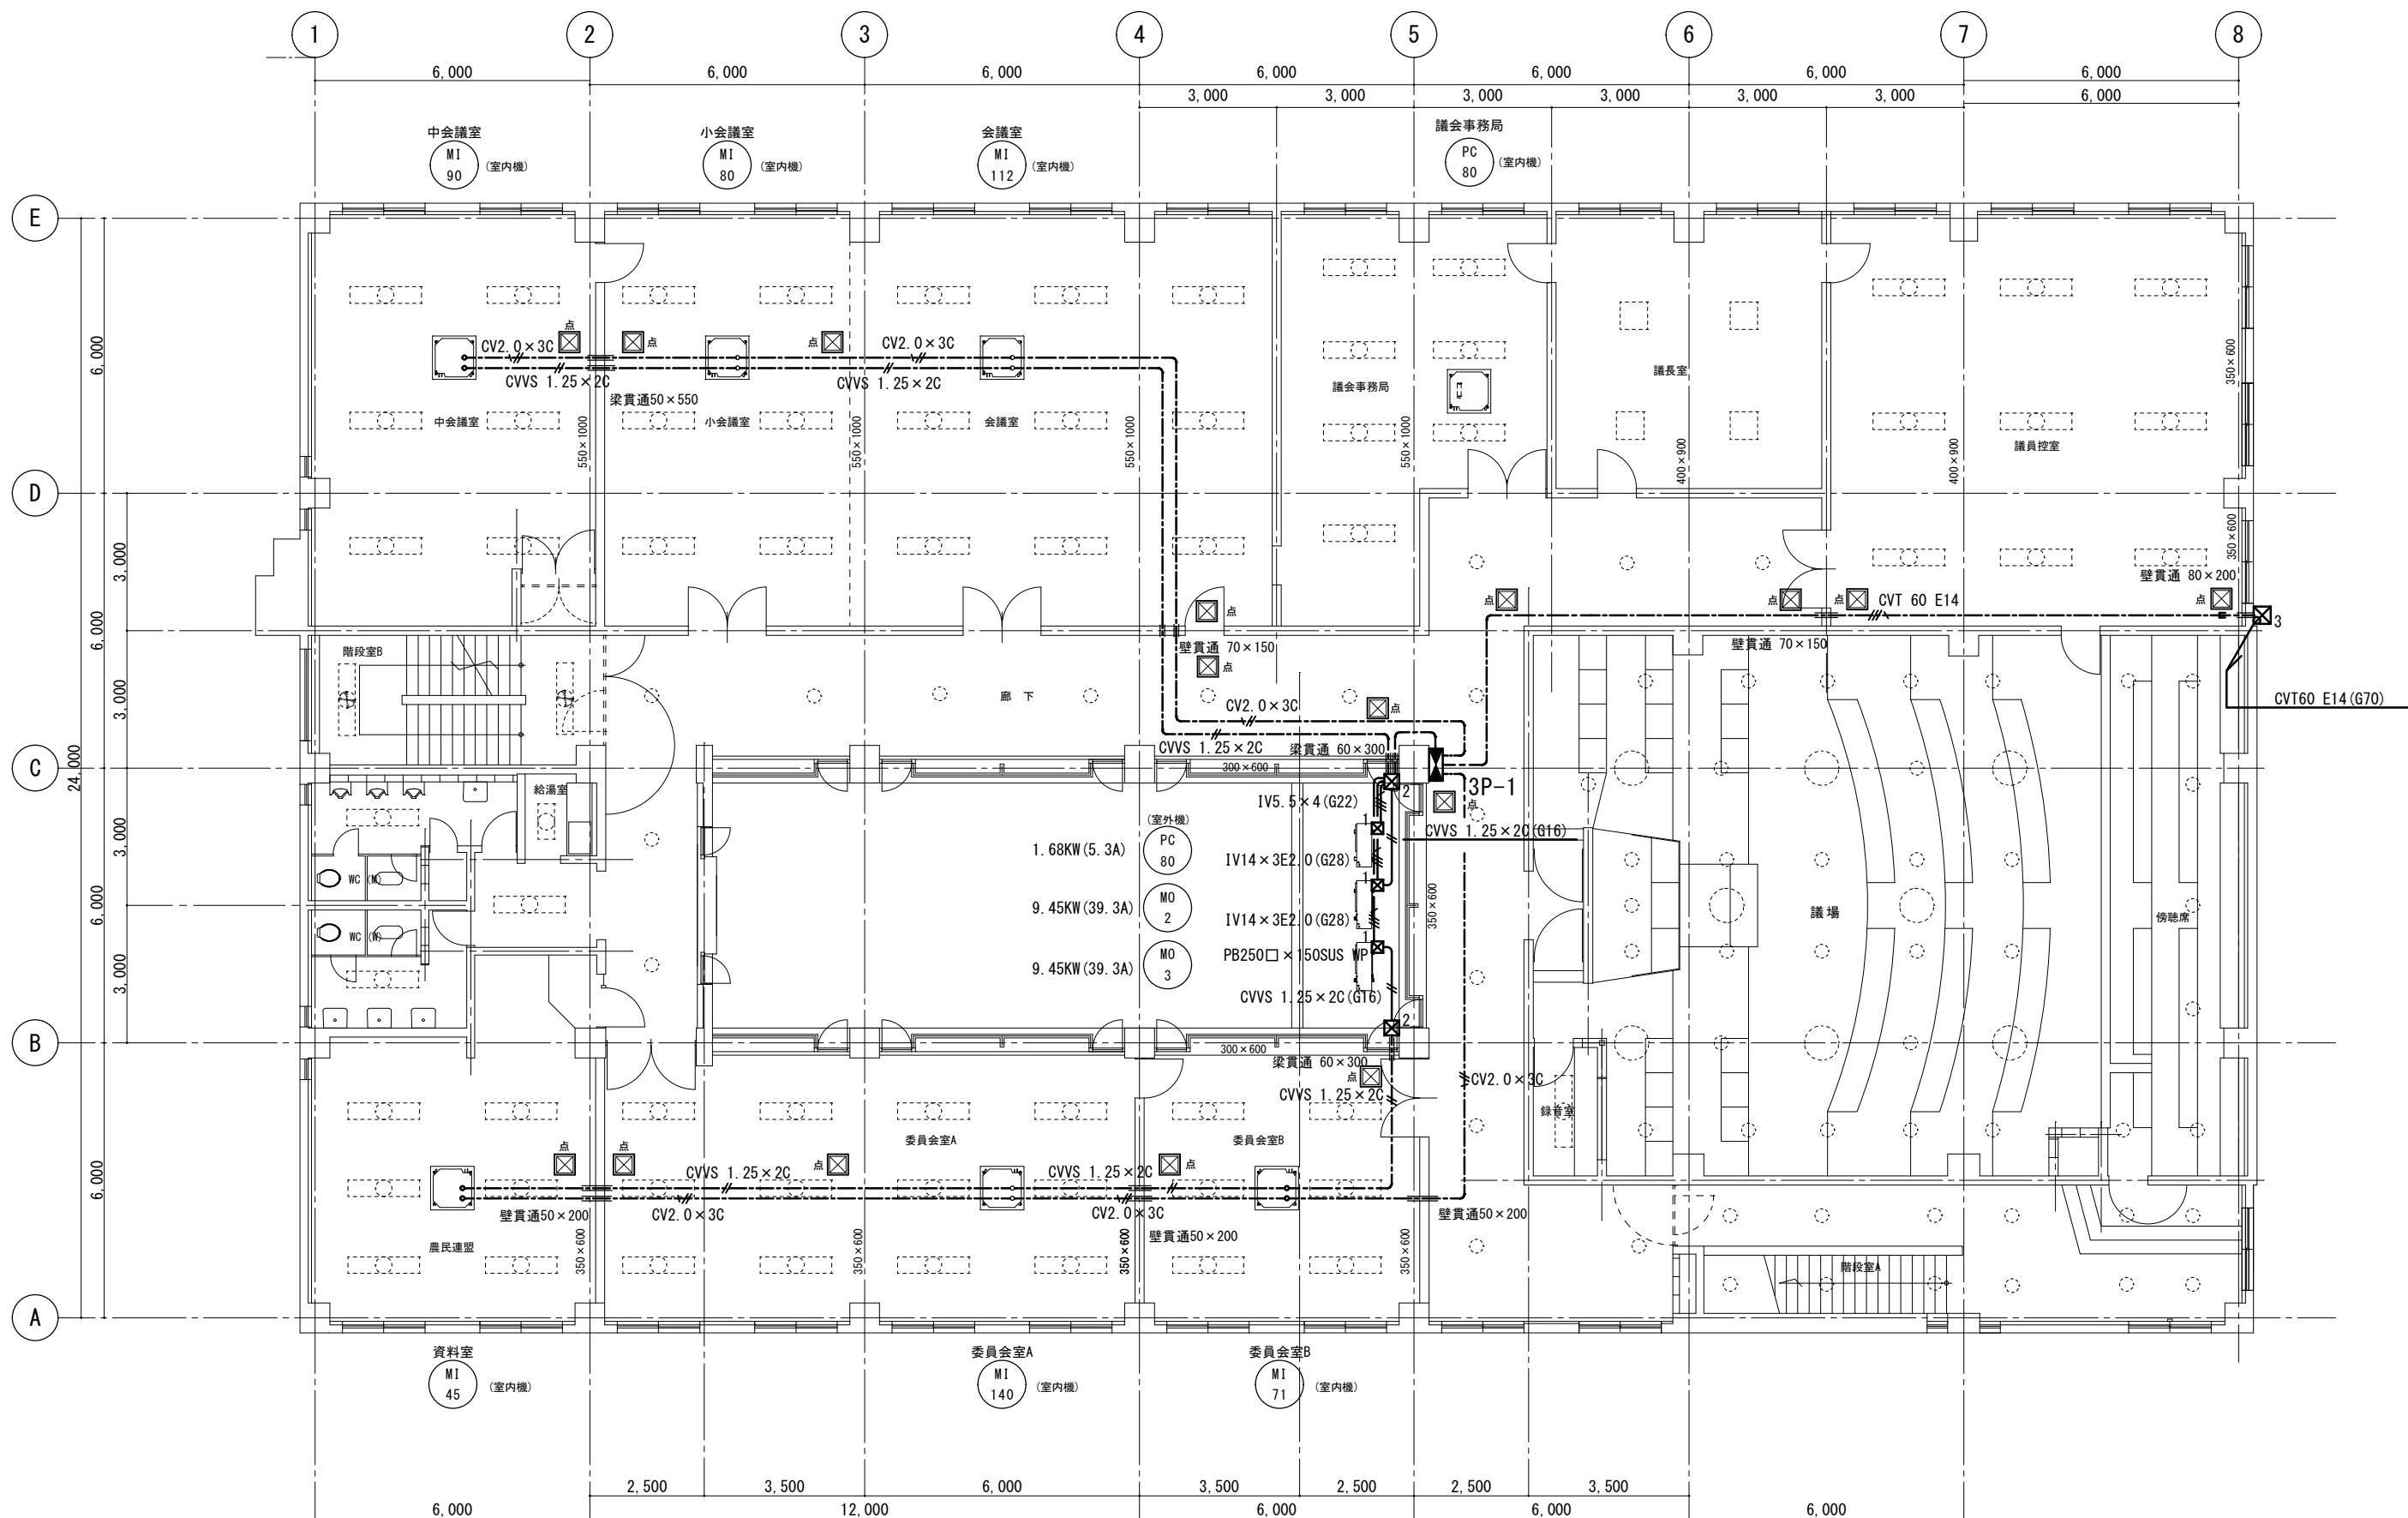 1 2 3 4 5 6 7 8
6,000 6,000 6,000 6,000 6,000 6,000 6,000
3,000 3,000 3,000 3,000 3,000 3,000 6,000
中会議室 小会議室 会議室 議会事務局
MI 90 (室内機)
MI 80 (室内機)
MI 112 (室内機)
PC 80 (室内機)
E
点
CV2.0×3C
点
点
CV2.0×3C
CVVS 1.25×2C
CVVS 1.25×2C
梁貫通50×550
6,000
350×600
議長室
議会事務局
中会議室
小会議室
会議室
議員控室
550×1000
550×1000
550×1000
550×1000
400×900
400×900
D
3,000
350×600
壁貫通 80×200
点
点
点
点
CVT 60 E14
点
3
6,000
壁貫通 70×150
壁貫通 70×150
階段室B
点
廊 下
3,000
CV2.0×3C
点
CVT60 E14(G70)
CVVS 1.25×2C
梁貫通 60×300
C
24,000
300×600
3P-1
給湯室
2
IV5.5×4(G22)
点
(室外機)
1
CVVS 1.25×2C(G16)
3,000
1.68KW(5.3A)
PC 80
IV14×3E2.0(G28)
WC (M)
1
6,000
9.45KW(39.3A)
MO 2
IV14×3E2.0(G28)
350×600
議場
傍聴席
WC (W)
1
9.45KW(39.3A)
MO 3
PB250□×150SUS WP
3,000
CVVS 1.25×2C(G16)
2
B
300×600
梁貫通 60×300
点
CV2.0×3C
CVVS 1.25×2C
録音室
委員会室A
委員会室B
点
点
点
点
CVVS 1.25×2C
CVVS 1.25×2C
6,000
壁貫通50×200
CV2.0×3C
CV2.0×3C
壁貫通50×200
壁貫通50×200
農民連盟
350×600
350×600
350×600
350×600
階段室A
A
資料室 委員会室A 委員会室B
MI 45 (室内機)
MI 140 (室内機)
MI 71 (室内機)
2,500 3,500 6,000 3,500 2,500 2,500 3,500
6,000 12,000 6,000 6,000 6,000